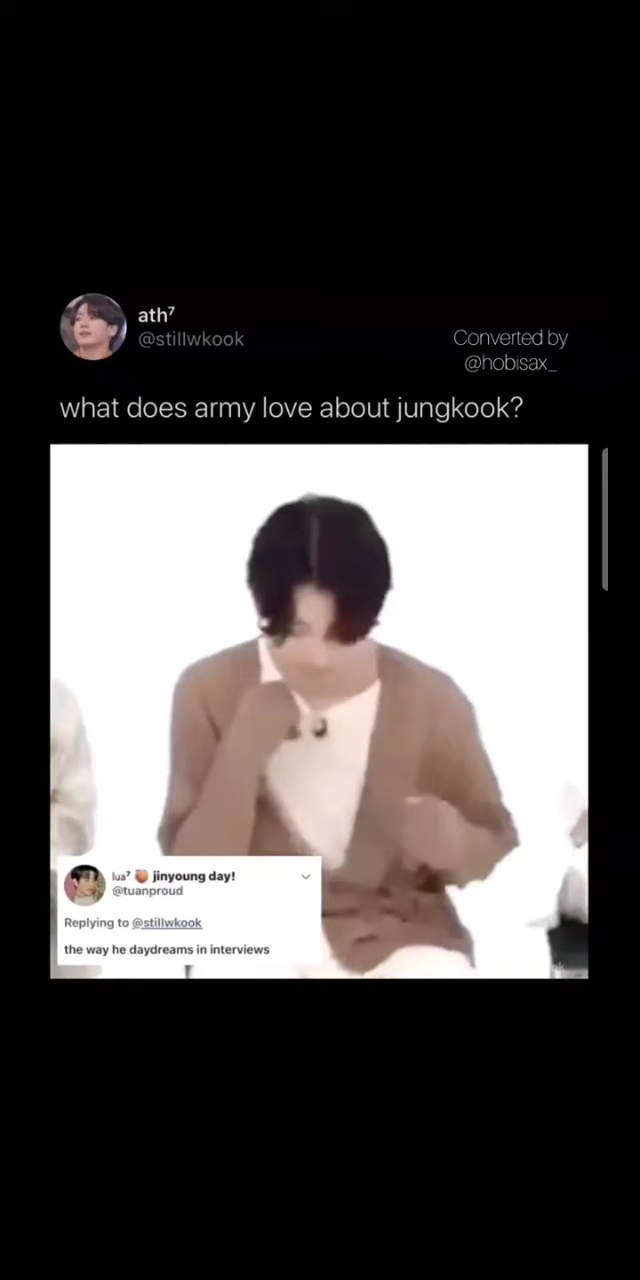 ath⁷
@stillwkook
Converted by
@hobisax_
what does army love about jungkook?
lua⁷ 🍑 jinyoung day!
@tuanproud
Replying to @stillwkook
the way he daydreams in interviews